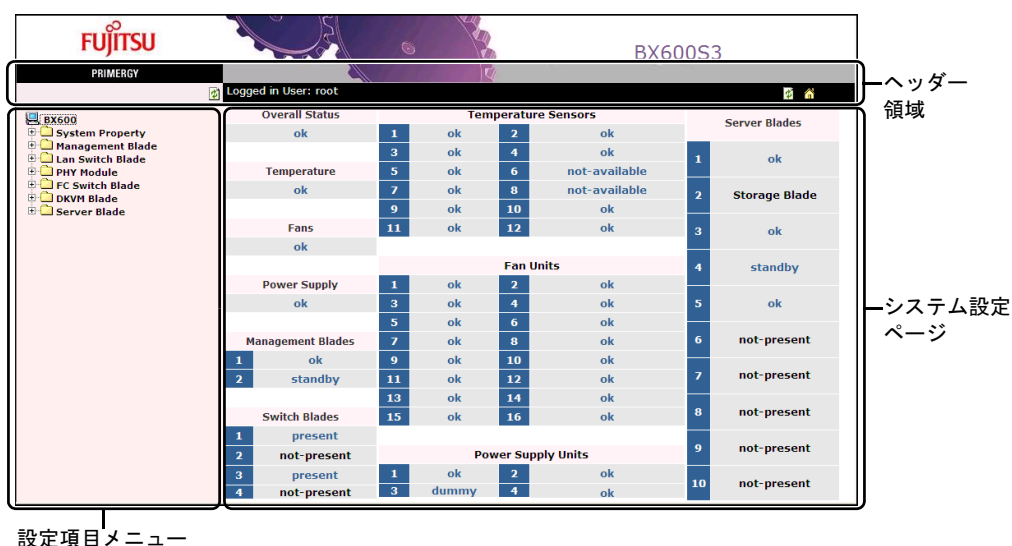 FUJITSU
BX600S3
PRIMERGY
Logged in User: root
ヘッダー
領域
BX600
System Property
Management Blade
Lan Switch Blade
PHY Module
FC Switch Blade
DKVM Blade
Server Blade
Overall Status
ok
Temperature
ok
Fans
ok
Power Supply
ok
Management Blades
1 ok
2 standby
Switch Blades
1 present
2 not-present
3 present
4 not-present
Temperature Sensors
1 ok 2 ok
3 ok 4 ok
5 ok 6 not-available
7 ok 8 not-available
9 ok 10 ok
11 ok 12 ok
Fan Units
1 ok 2 ok
3 ok 4 ok
5 ok 6 ok
7 ok 8 ok
9 ok 10 ok
11 ok 12 ok
13 ok 14 ok
15 ok 16 ok
Power Supply Units
1 ok 2 ok
3 dummy 4 ok
Server Blades
1 ok
2 Storage Blade
3 ok
4 standby
5 ok
6 not-present
7 not-present
8 not-present
9 not-present
10 not-present
システム設定
ページ
設定項目メニュー